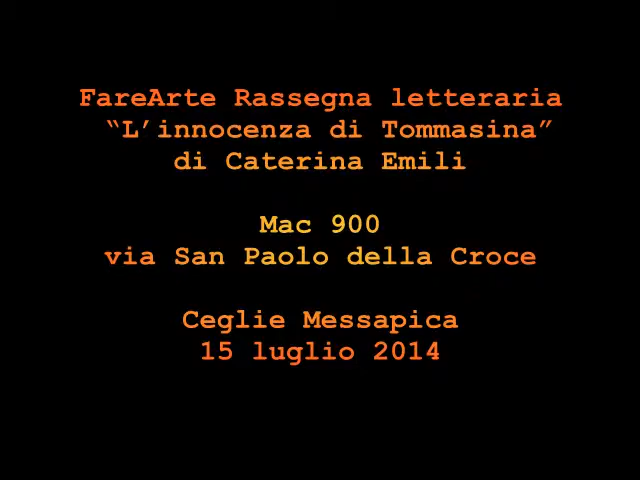 FareArte Rassegna letteraria
“L’innocenza di Tommasina”
di Caterina Emili
Mac 900
via San Paolo della Croce
Ceglie Messapica
15 luglio 2014